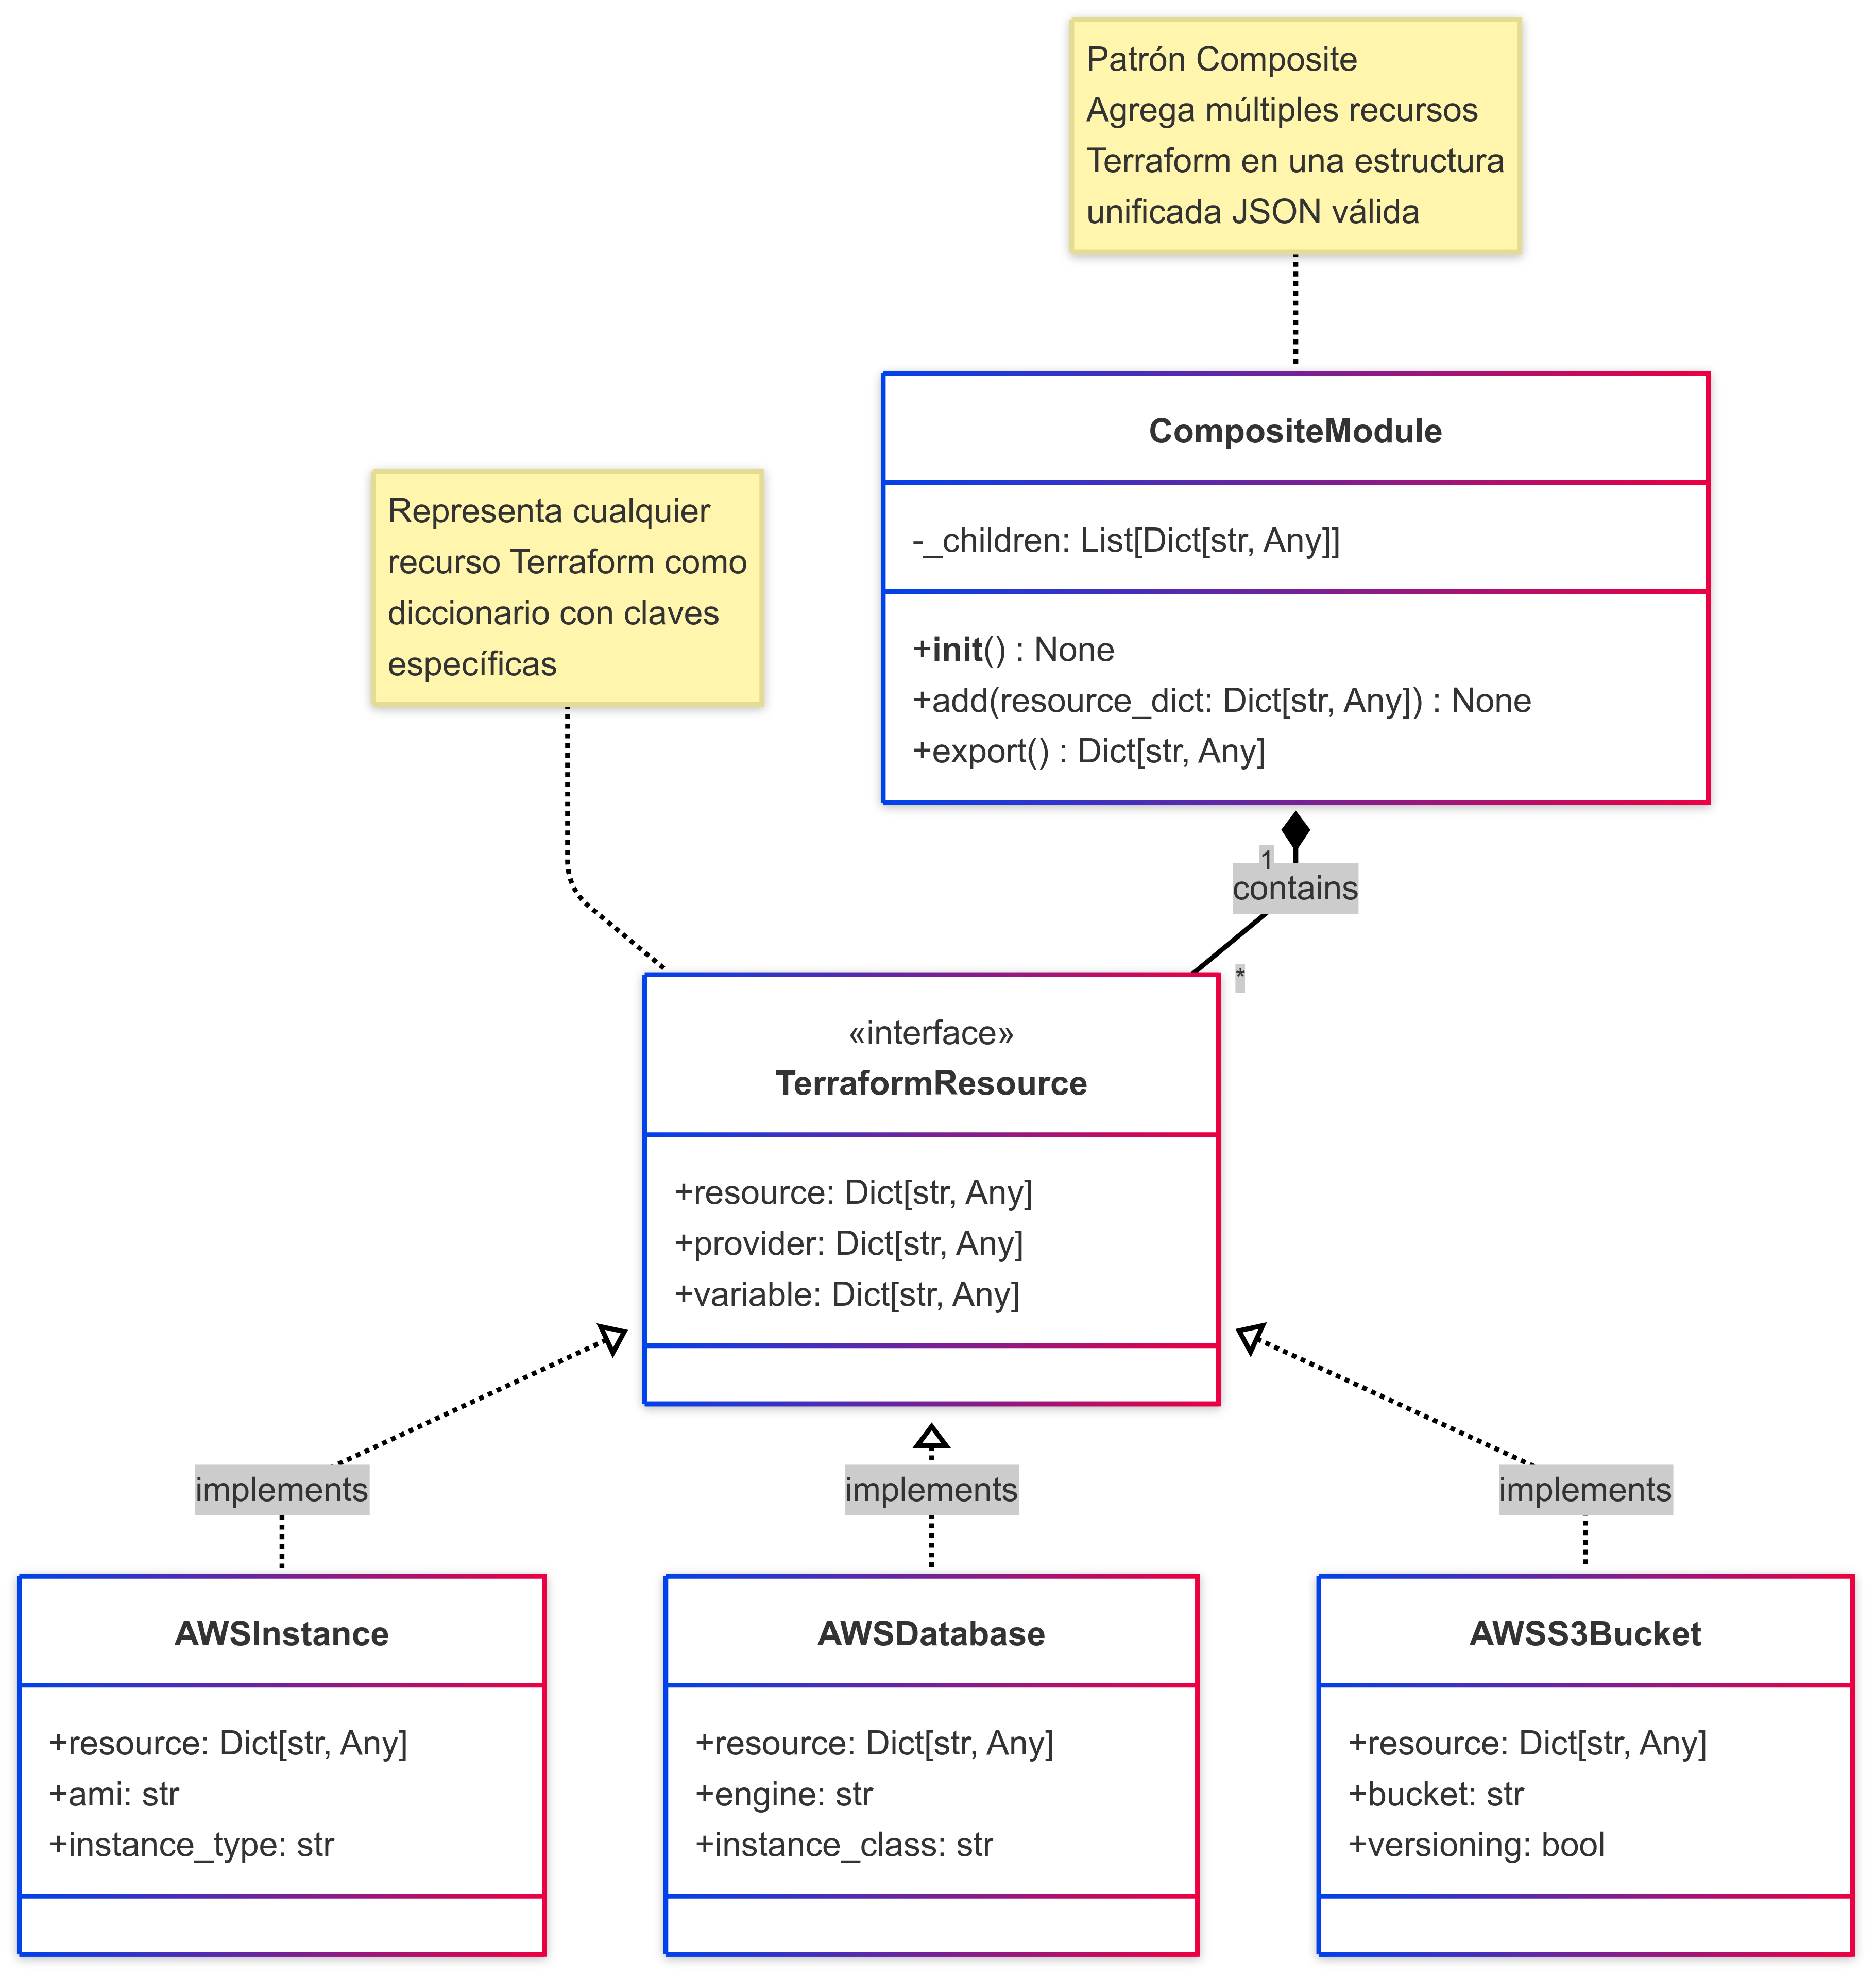 Patrón Composite
Agrega múltiples recursos
Terraform en una estructura
unificada JSON válida
CompositeModule
-_children: List[Dict[str, Any]]
+init() : None
+add(resource_dict: Dict[str, Any]) : None
+export() : Dict[str, Any]
Representa cualquier
recurso Terraform como
diccionario con claves
específicas
1
contains
*
«interface»
TerraformResource
+resource: Dict[str, Any]
+provider: Dict[str, Any]
+variable: Dict[str, Any]
implements
implements
implements
AWSInstance
+resource: Dict[str, Any]
+ami: str
+instance_type: str
AWSDatabase
+resource: Dict[str, Any]
+engine: str
+instance_class: str
AWSS3Bucket
+resource: Dict[str, Any]
+bucket: str
+versioning: bool